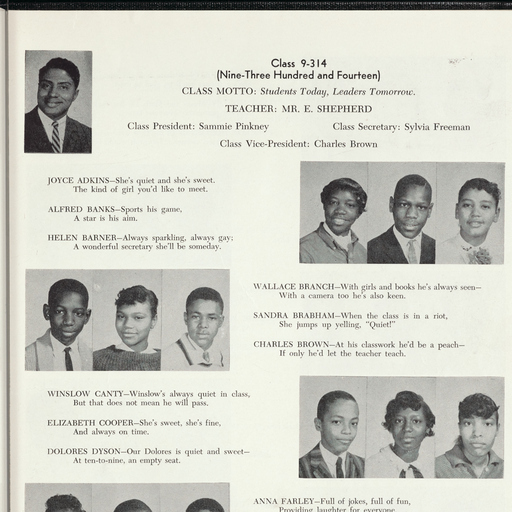 Class 9-314
(Nine-Three Hundred and Fourteen)
CLASS MOTTO: Students Today, Leaders Tomorrow.
TEACHER: MR. E. SHEPHERD
Class President: Sammie Pinkney
Class Secretary: Sylvia Freeman
Class Vice-President: Charles Brown
JOYCE ADKINS—She's quiet and she's sweet.
The kind of girl you'd like to meet.
ALFRED BANKS—Sports his game,
A star is his aim.
HELEN BARNER—Always sparkling, always gay;
A wonderful secretary she'll be someday.
WALLACE BRANCH—With girls and books he's always seen—
With a camera too he's also keen.
SANDRA BRABHAM—When the class is in a riot,
She jumps up yelling, "Quiet!"
CHARLES BROWN—At his classwork he'd be a peach—
If only he'd let the teacher teach.
WINSLOW CANTY—Winslow's always quiet in class,
But that does not mean he will pass.
ELIZABETH COOPER—She's sweet, she's fine,
And always on time.
DOLORES DYSON—Our Dolores is quiet and sweet—
At ten-to-nine, an empty seat.
ANNA FARLEY—Full of jokes, full of fun,
Providing laughter for everyone.